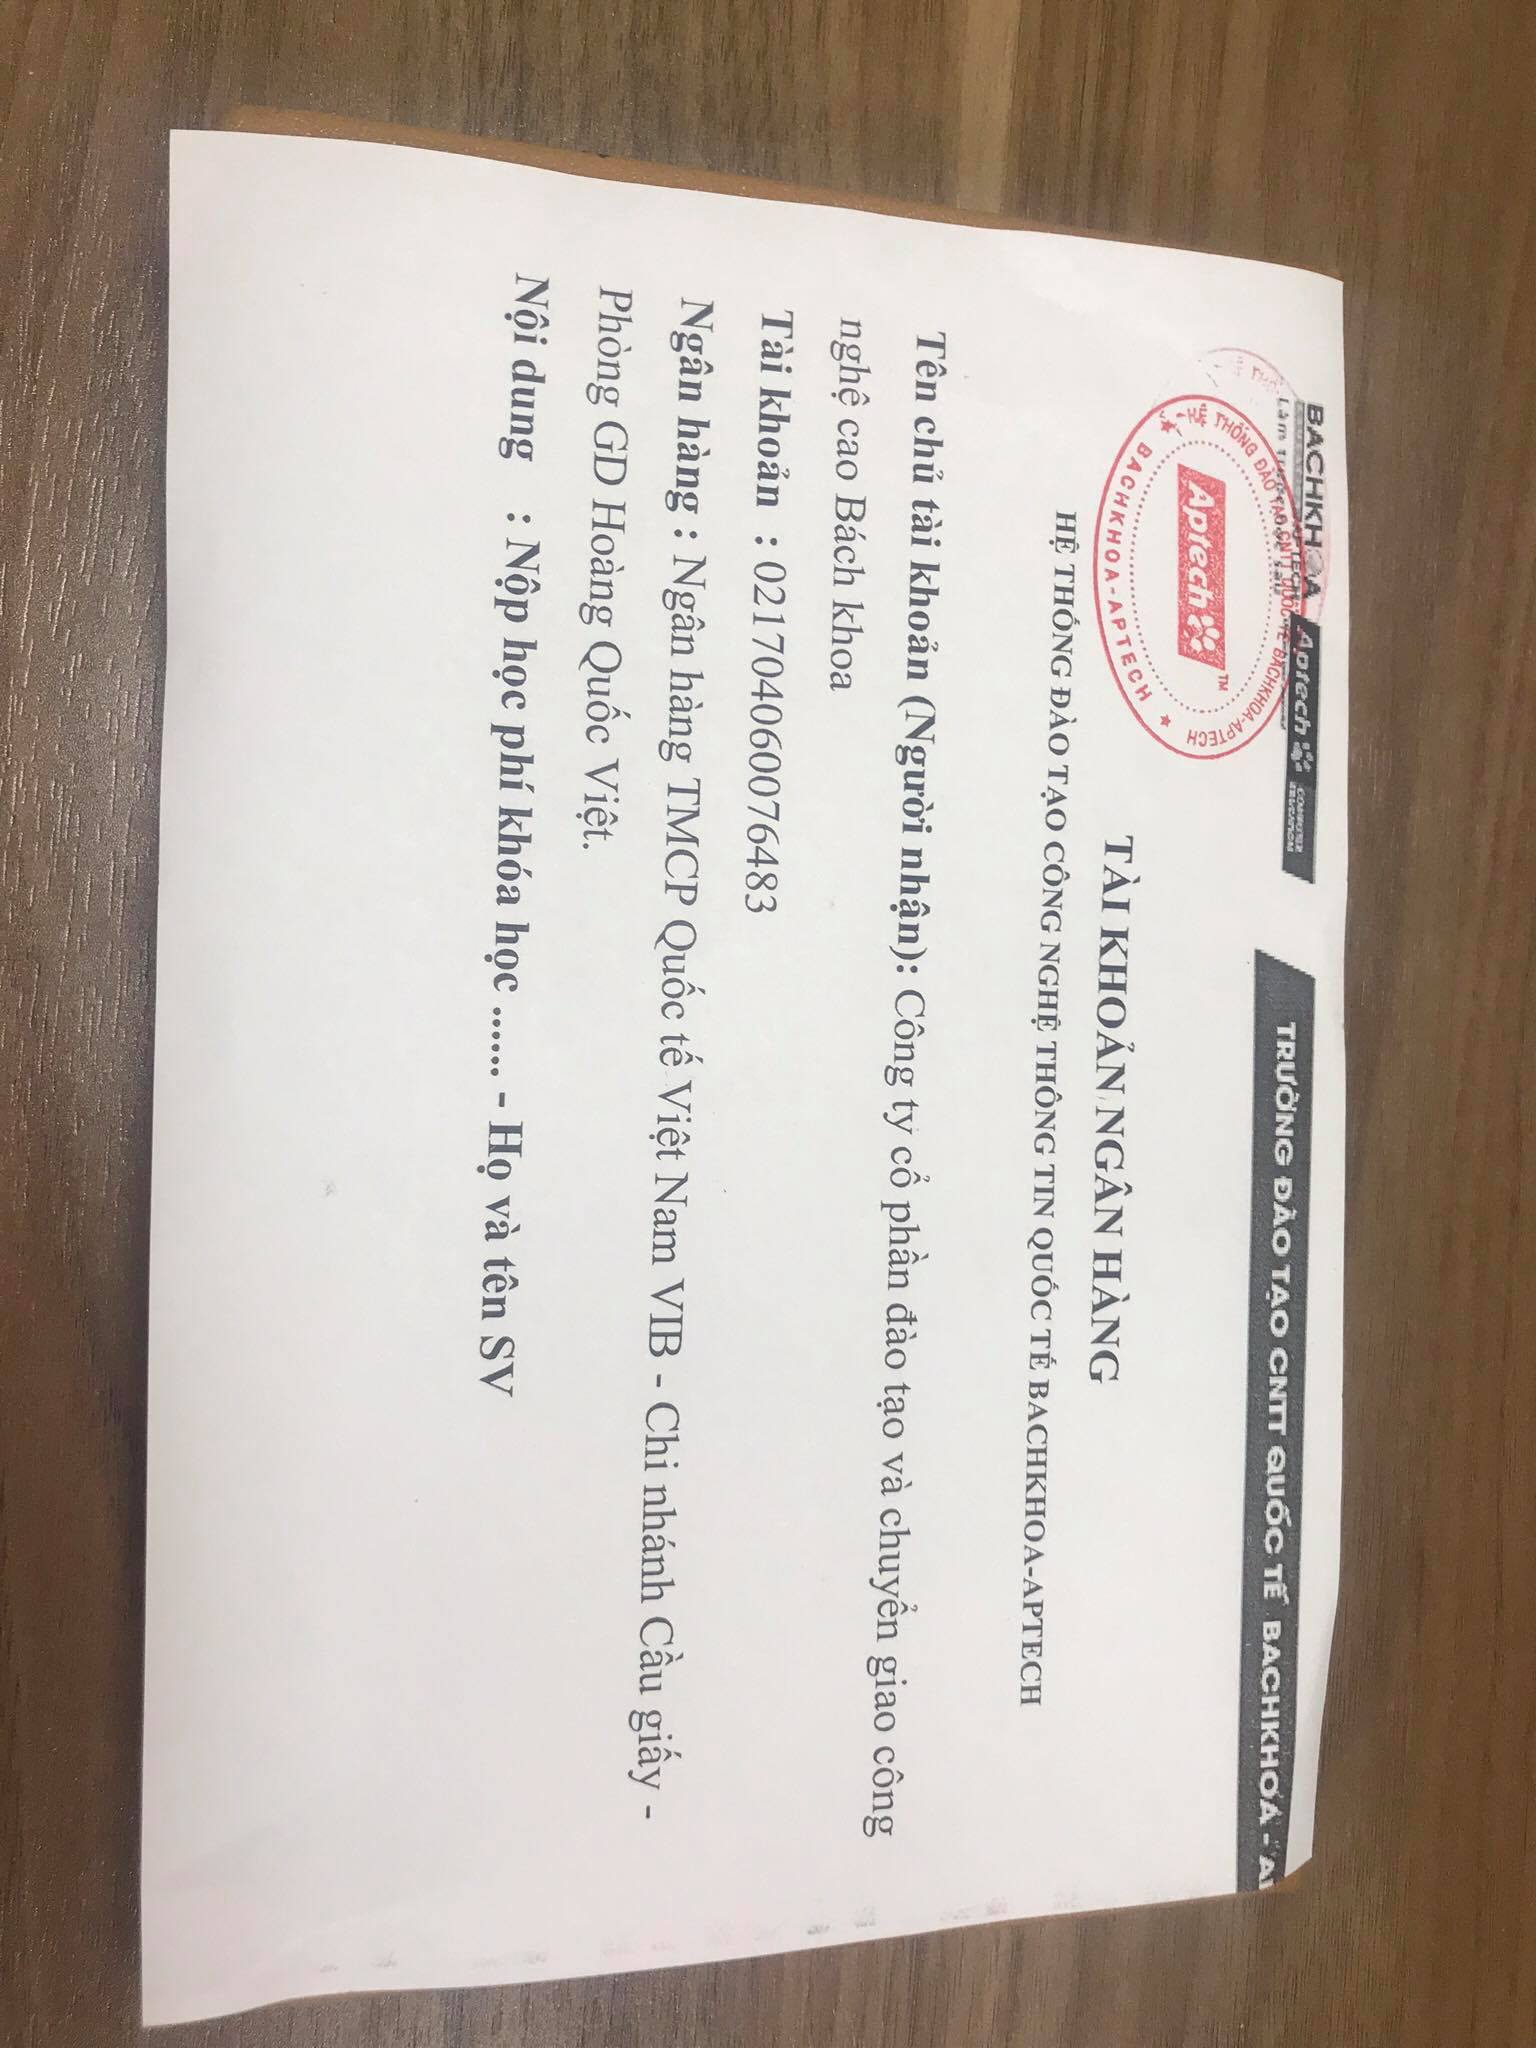 BACHKHOA Aptech COMPUTER EDUCATION
TRƯỜNG ĐÀO TẠO CNTT QUỐC TẾ BACHKHOA - A
HỆ THỐNG ĐÀO TẠO CNTT QUỐC TẾ BACHKHOA-APTECH
Aptech TM
★ BACHKHOA-APTECH ★
TÀI KHOẢN NGÂN HÀNG
HỆ THỐNG ĐÀO TẠO CÔNG NGHỆ THÔNG TIN QUỐC TẾ BACHKHOA-APTECH
Tên chủ tài khoản (Người nhận): Công ty cổ phần đào tạo và chuyển giao công
nghệ cao Bách khoa
Tài khoản : 021704060076483
Ngân hàng : Ngân hàng TMCP Quốc tế Việt Nam VIB - Chi nhánh Cầu giấy -
Phòng GD Hoàng Quốc Việt.
Nội dung : Nộp học phí khóa học ...... - Họ và tên SV